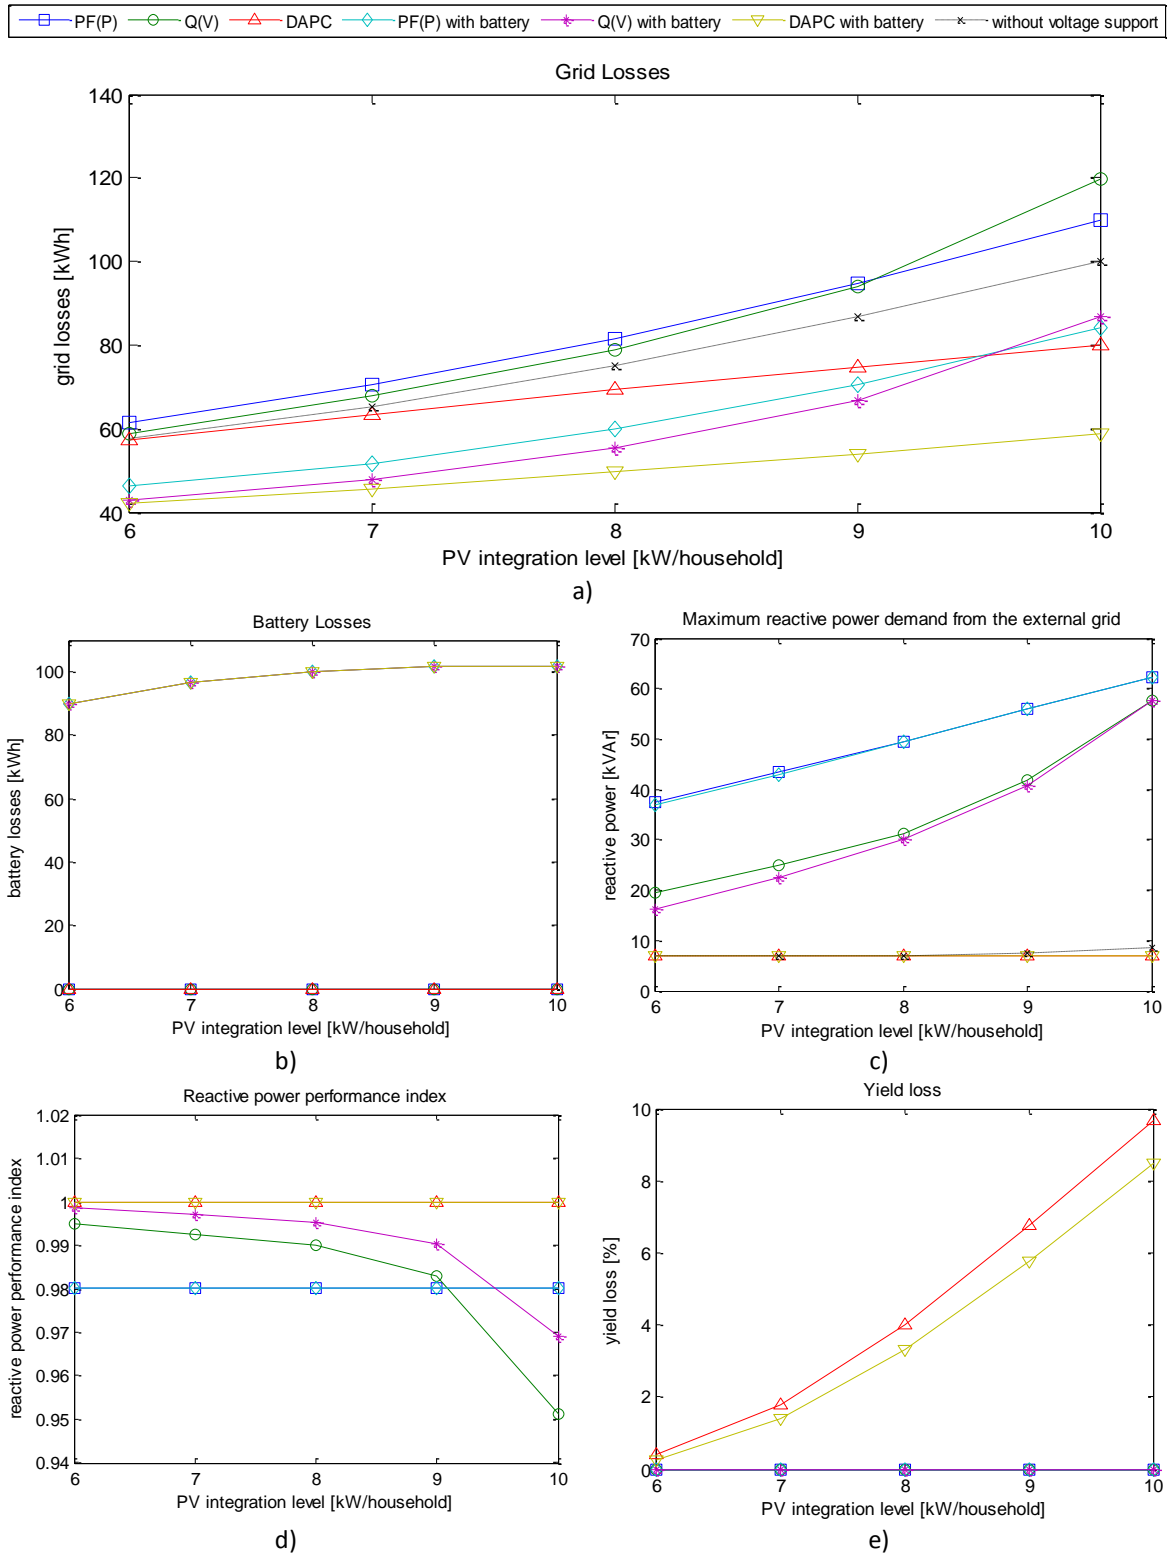 PF(P) Q(V) DAPC PF(P) with battery Q(V) with battery DAPC with battery without voltage support
Grid Losses
140
120
100
80
60
40
grid losses [kWh]
6 7 8 9 10
PV integration level [kW/household]
a)
Battery Losses
100
80
60
40
20
0
battery losses [kWh]
6 7 8 9 10
PV integration level [kW/household]
b)
Maximum reactive power demand from the external grid
70
60
50
40
30
20
10
0
reactive power [kVAr]
6 7 8 9 10
PV integration level [kW/household]
c)
Reactive power performance index
1.02
1.01
1
0.99
0.98
0.97
0.96
0.95
0.94
reactive power performance index
6 7 8 9 10
PV integration level [kW/household]
d)
Yield loss
10
8
6
4
2
0
yield loss [%]
6 7 8 9 10
PV integration level [kW/household]
e)